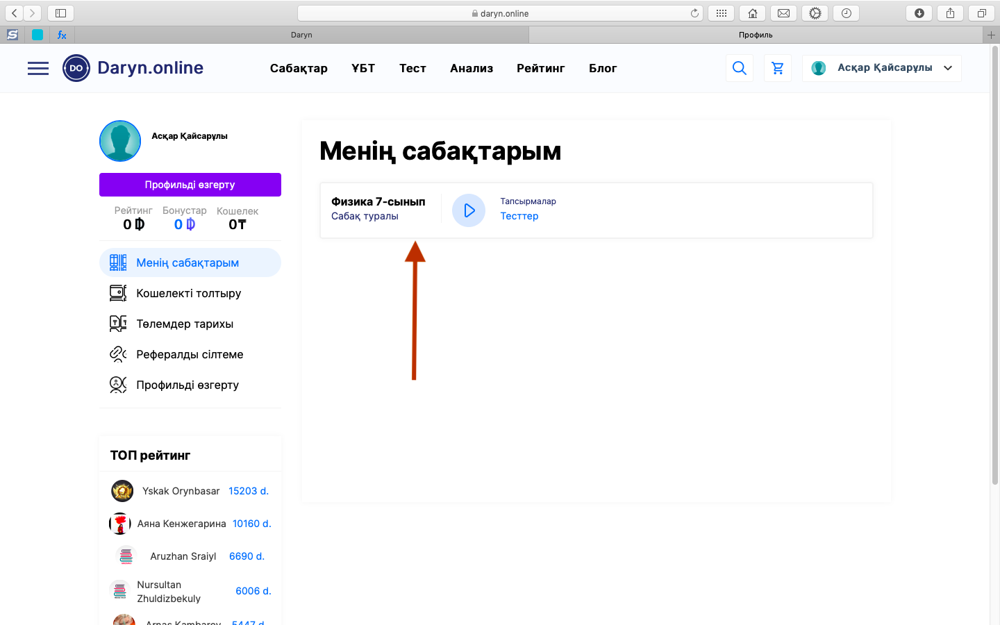 daryn.online
Daryn
Профиль
DO Daryn.online
Сабақтар ҰБТ Тест Анализ Рейтинг Блог
Асқар Қайсарұлы
Асқар Қайсарұлы
Профильді өзгерту
Рейтинг Бонустар Кошелек
0 0 0₸
Менің сабақтарым
Кошелекті толтыру
Төлемдер тарихы
Рефералды сілтеме
Профильді өзгерту
ТОП рейтинг
Yskak Orynbasar 15203 d.
Аяна Кенжегарина 10160 d.
Aruzhan Sraiyl 6690 d.
Nursultan
Zhuldizbekuly 6006 d.
Arnas Kambarov 5447 d.
Менің сабақтарым
Физика 7-сынып
Сабақ туралы
Тапсырмалар
Тесттер